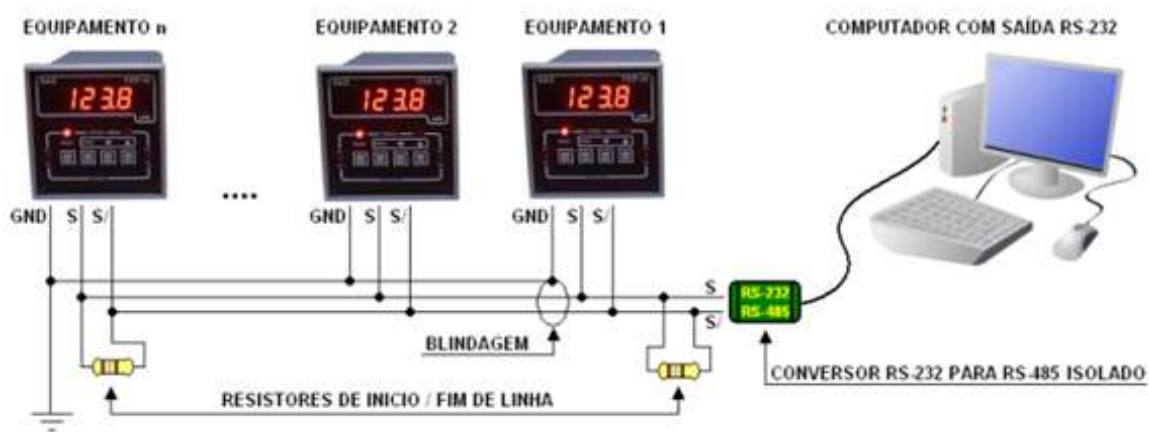 EQUIPAMENTO n
EQUIPAMENTO 2
EQUIPAMENTO 1
COMPUTADOR COM SAÍDA RS-232
123.8
123.8
123.8
....
GND S S/
GND S S/
GND S S/
S
S/
RS-232
RS-485
BLINDAGEM
CONVERSOR RS-232 PARA RS-485 ISOLADO
RESISTORES DE INICIO / FIM DE LINHA